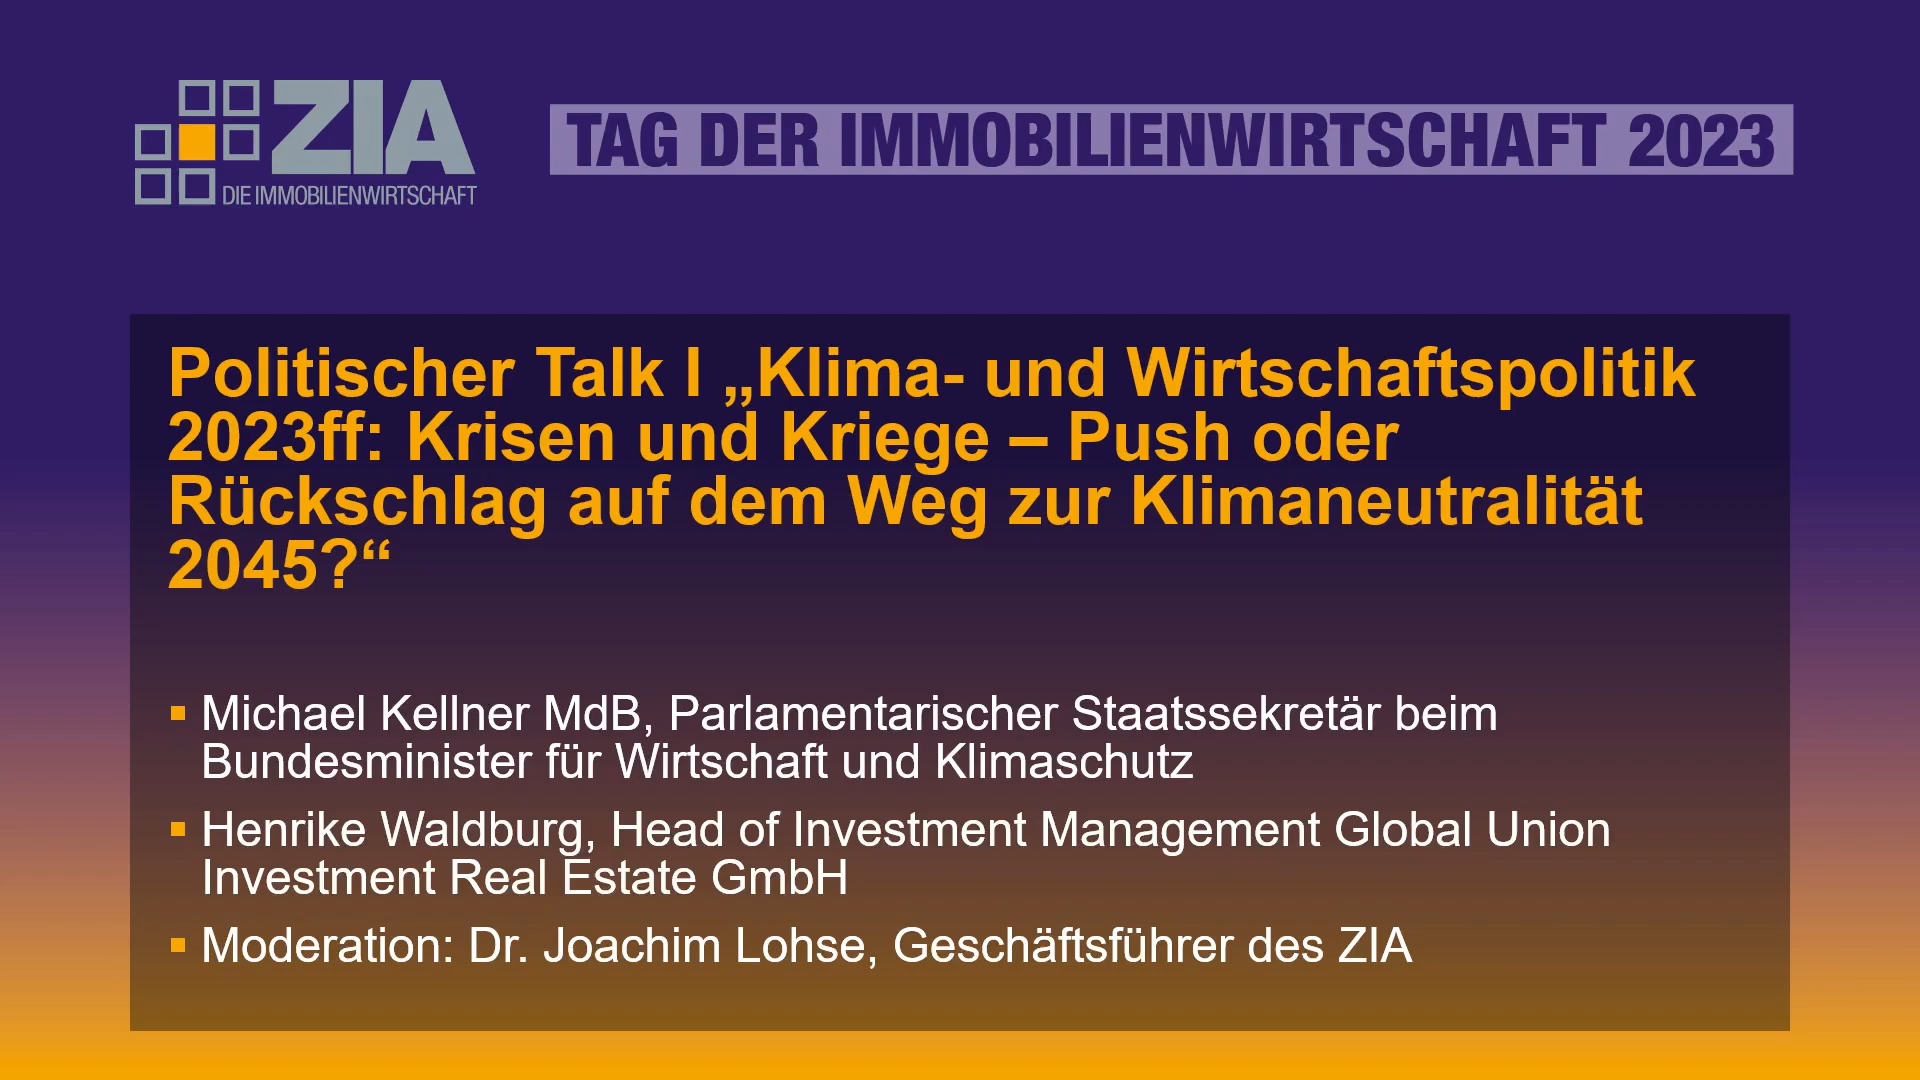 ZIA
DIE IMMOBILIENWIRTSCHAFT
TAG DER IMMOBILIENWIRTSCHAFT 2023
Politischer Talk I „Klima- und Wirtschaftspolitik
2023ff: Krisen und Kriege – Push oder
Rückschlag auf dem Weg zur Klimaneutralität
2045?“
Michael Kellner MdB, Parlamentarischer Staatssekretär beim
Bundesminister für Wirtschaft und Klimaschutz
Henrike Waldburg, Head of Investment Management Global Union
Investment Real Estate GmbH
Moderation: Dr. Joachim Lohse, Geschäftsführer des ZIA